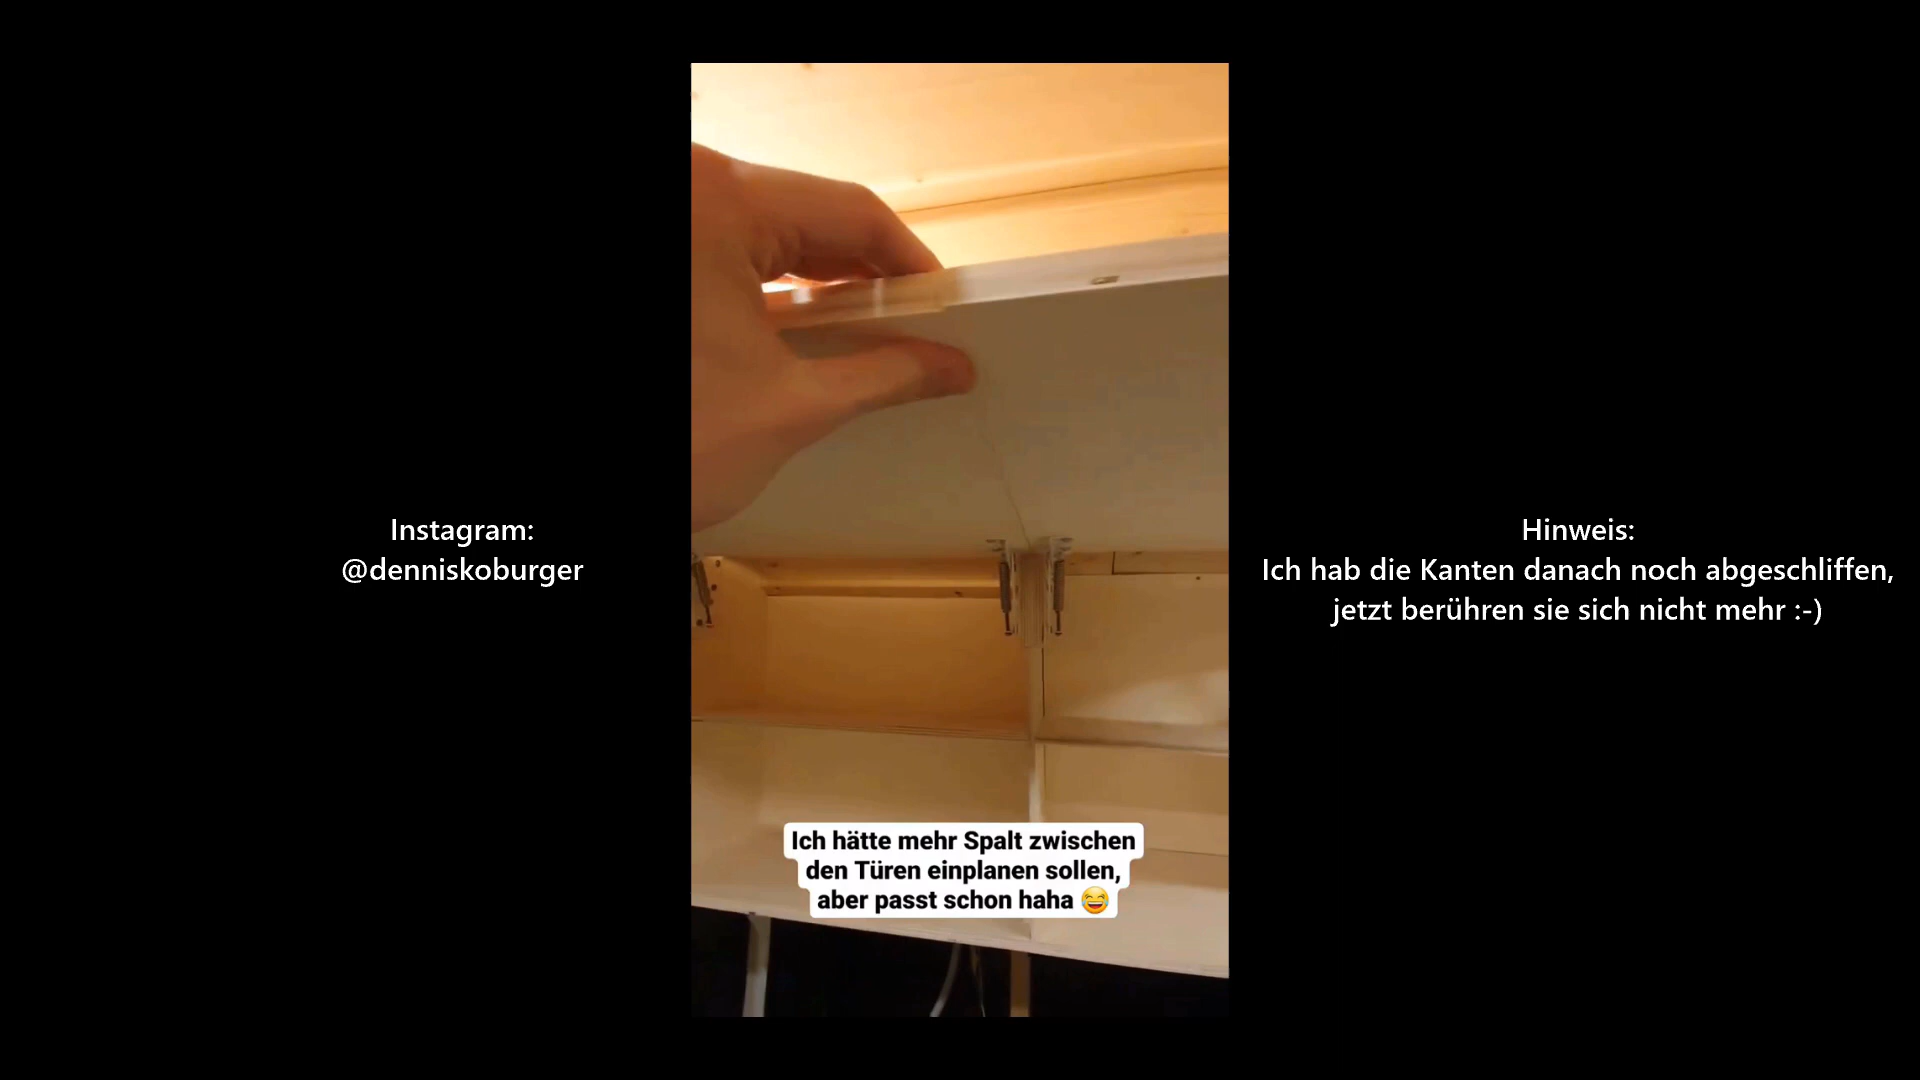 Instagram:
@denniskoburger
Ich hätte mehr Spalt zwischen
den Türen einplanen sollen,
aber passt schon haha 😂
Hinweis:
Ich hab die Kanten danach noch abgeschliffen,
jetzt berühren sie sich nicht mehr :-)